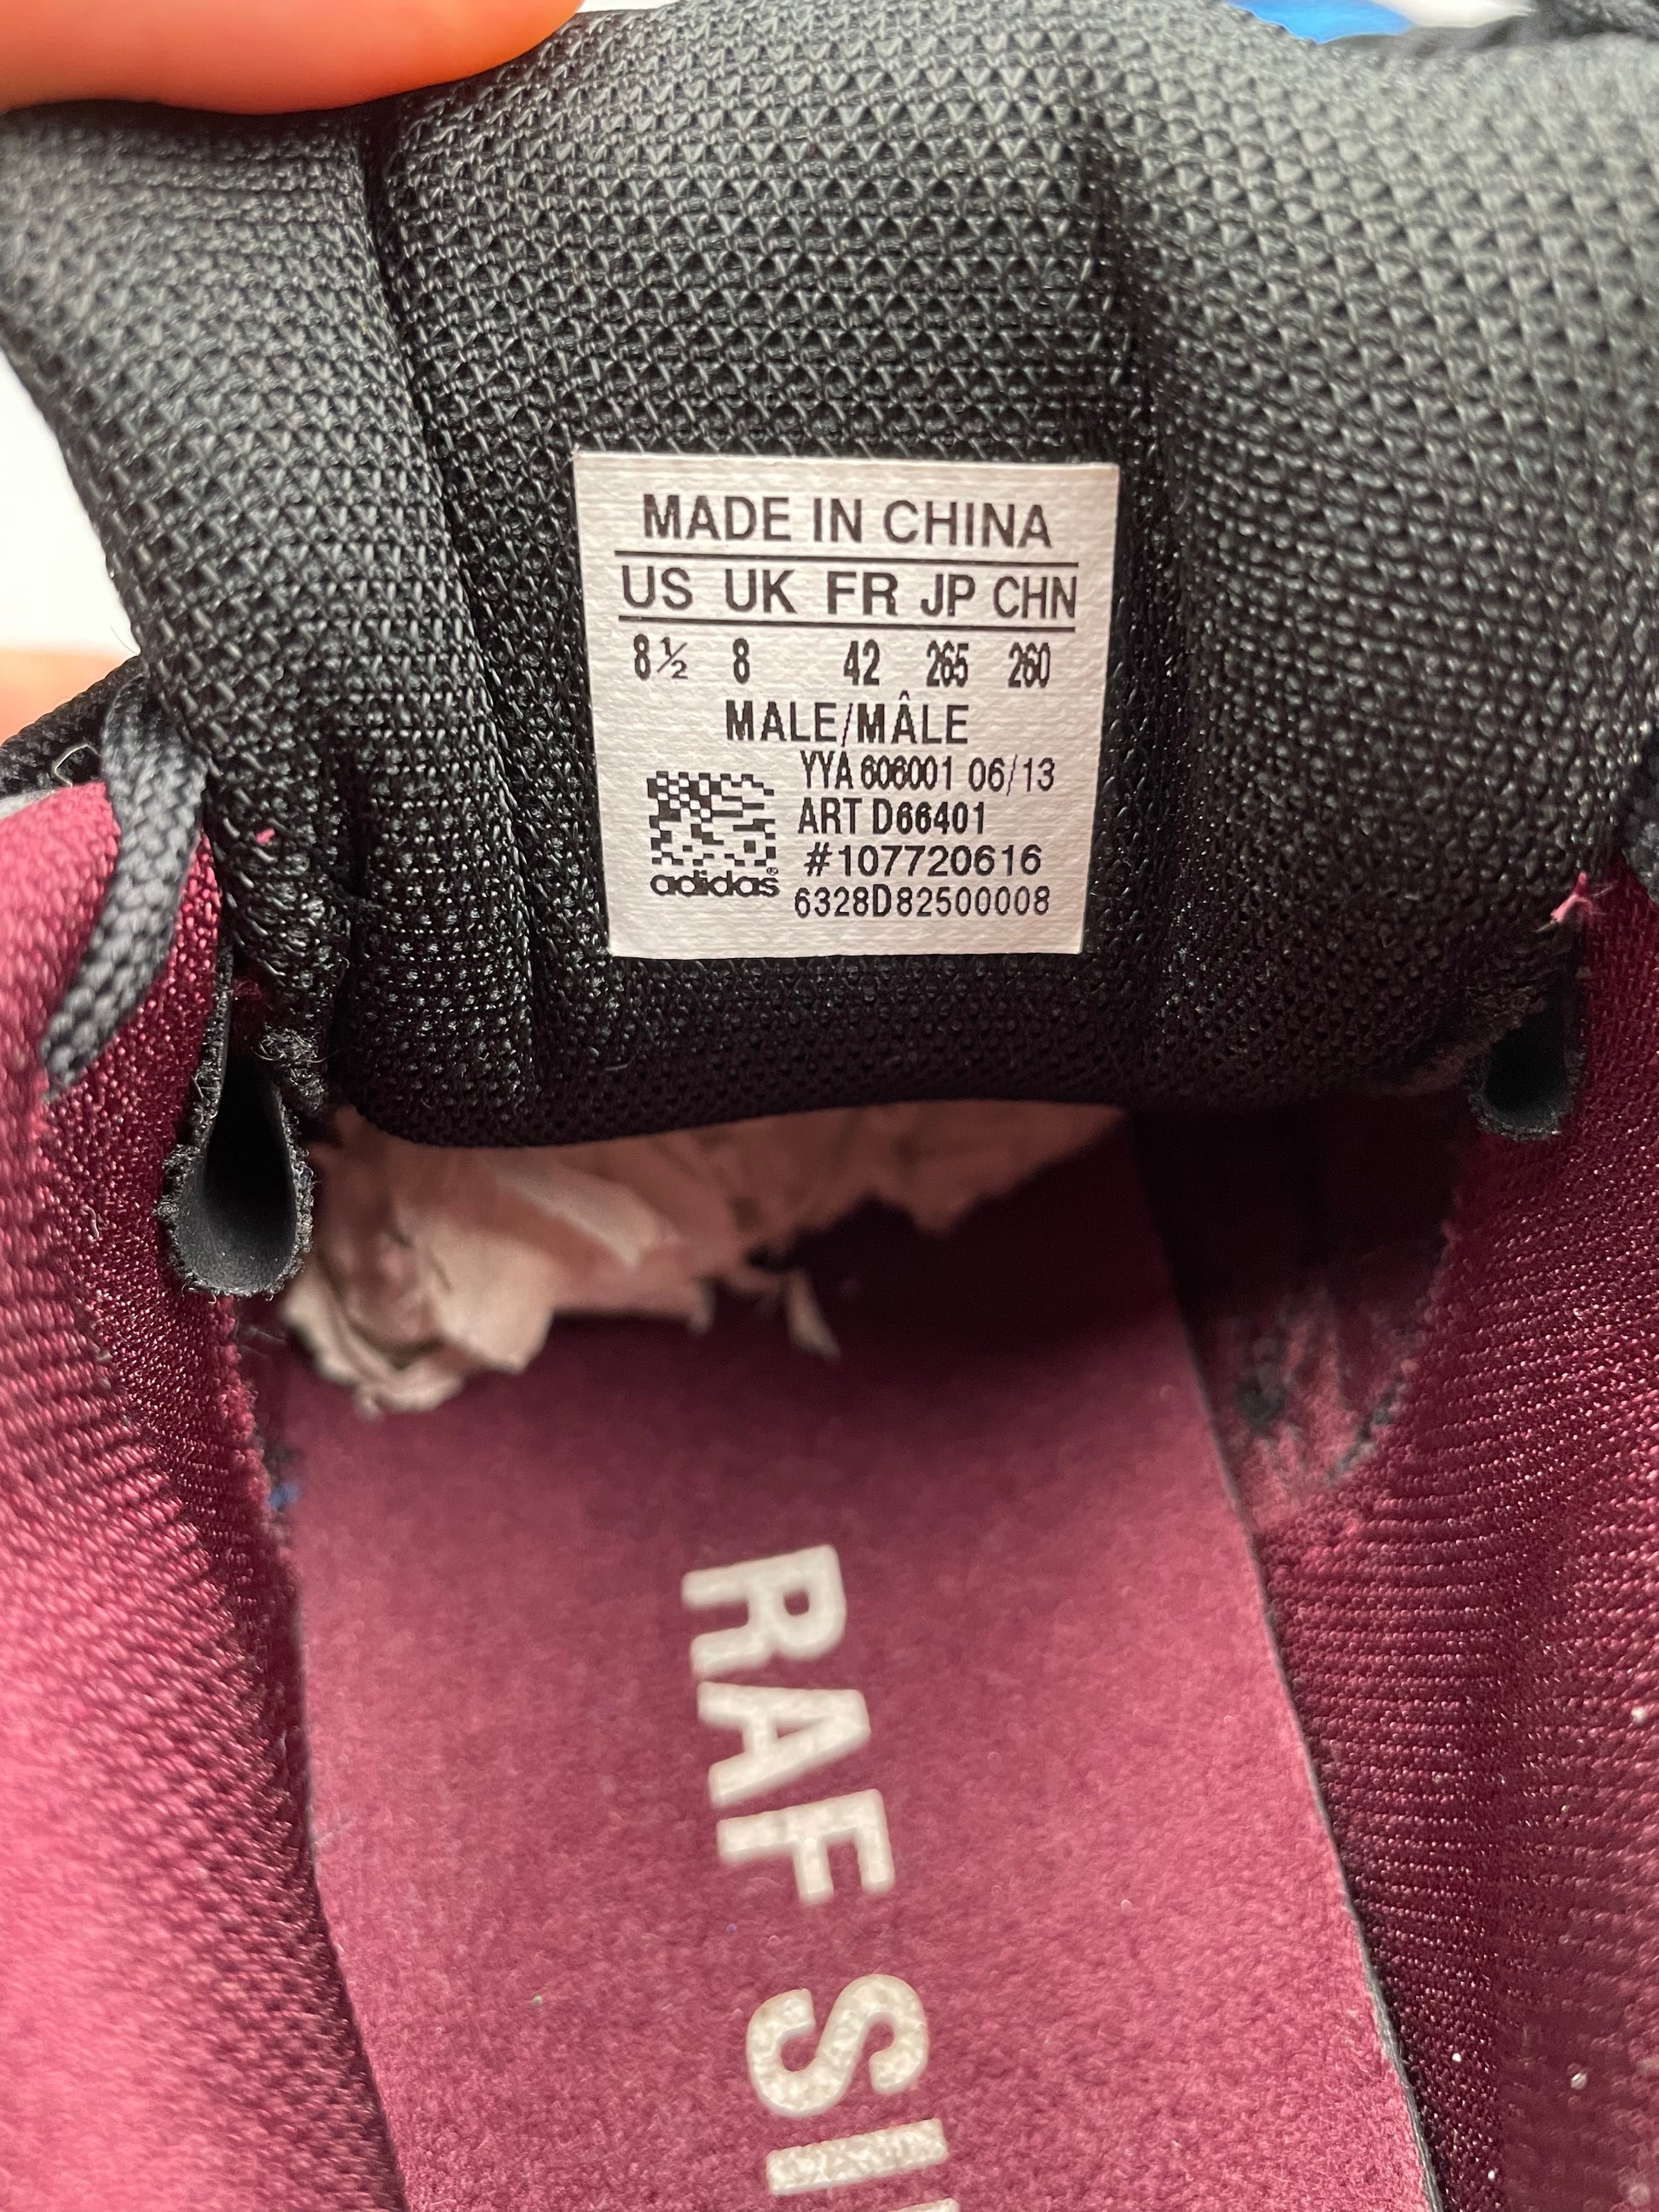 MADE IN CHINA
US UK FR JP CHN
8½ 8 42 265 260
MALE/MÂLE
YYA 606001 06/13
ART D66401
#107720616
adidas®
6328D82500008
RAF